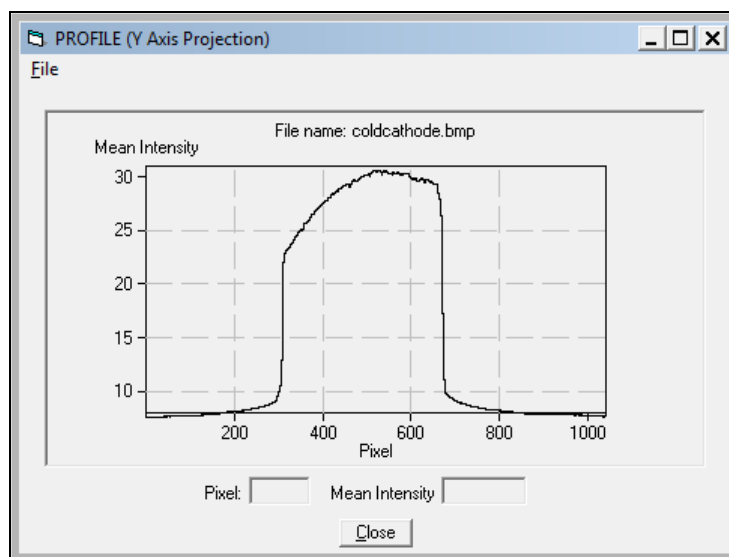 PROFILE (Y Axis Projection)
File
File name: coldcathode.bmp
Mean Intensity
30
25
20
15
10
200 400 600 800 1000
Pixel
Pixel: Mean Intensity
Close